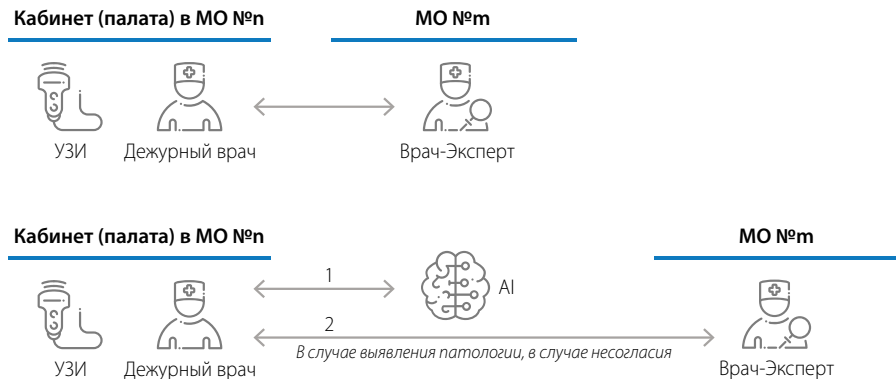 Кабинет (палата) в МО №n
МО №m
УЗИ
Дежурный врач
Врач-Эксперт
Кабинет (палата) в МО №n
МО №m
1
AI
2
В случае выявления патологии, в случае несогласия
УЗИ
Дежурный врач
Врач-Эксперт